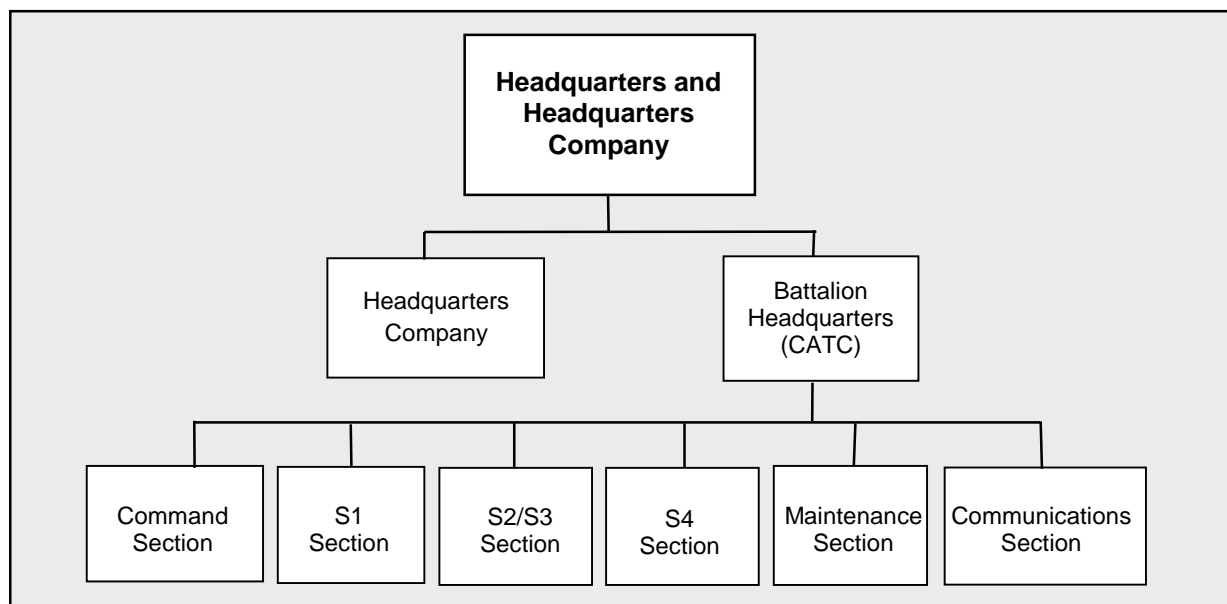 Headquarters and
Headquarters
Company
Headquarters
Company
Battalion
Headquarters
(CATC)
Command
Section
S1
Section
S2/S3
Section
S4
Section
Maintenance
Section
Communications
Section